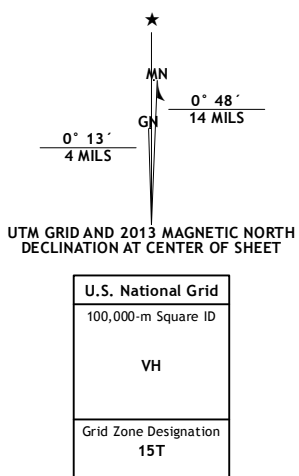 ★
MN
0° 48´
14 MILS
GN
0° 13´
4 MILS
UTM GRID AND 2013 MAGNETIC NORTH
DECLINATION AT CENTER OF SHEET
U.S. National Grid
100,000-m Square ID
VH
Grid Zone Designation
15T